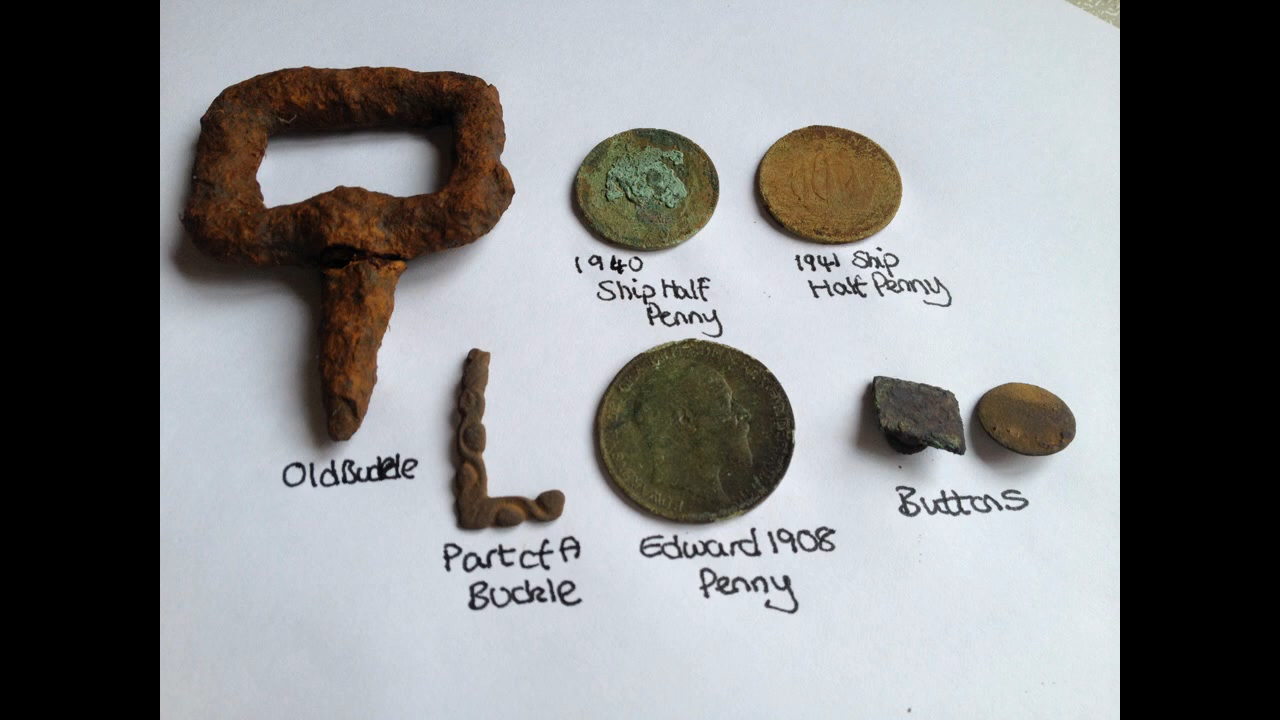 1940
Ship Half
Penny
1941 Ship
Half Penny
Old Buckle
Part of A
Buckle
Edward 1908
Penny
Buttons